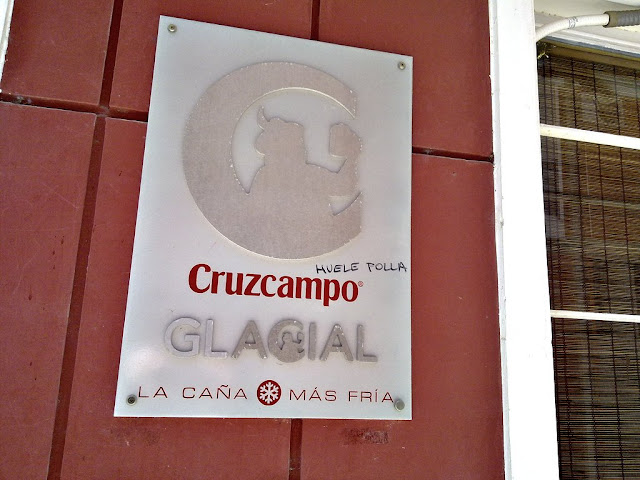 HUELE POLLA
Cruzcampo®
GLACIAL
LA CAÑA MÁS FRÍA